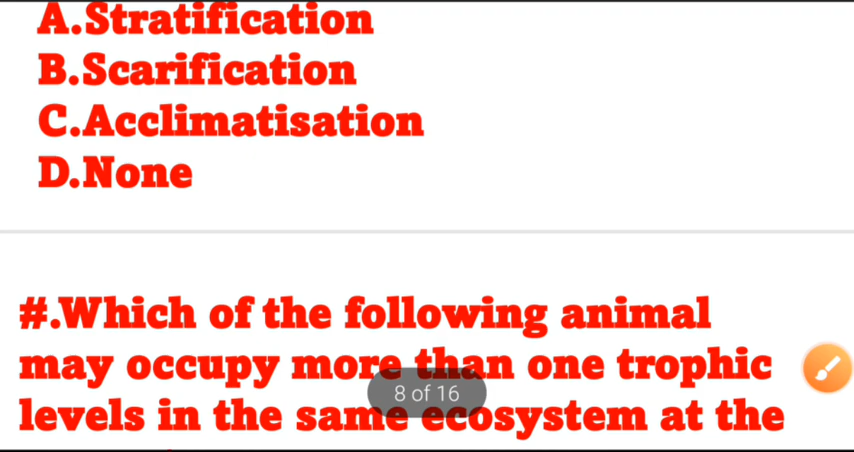 A.Stratification
B.Scarification
C.Acclimatisation
D.None
#.Which of the following animal
may occupy more than one trophic
8 of 16
levels in the same ecosystem at the